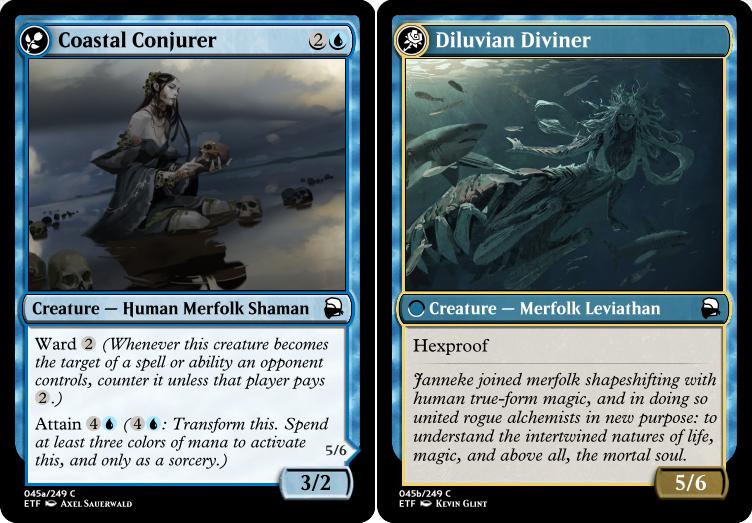 Coastal Conjurer 2
Creature — Human Merfolk Shaman
Ward 2 (Whenever this creature becomes
the target of a spell or ability an opponent
controls, counter it unless that player pays
2.)
Attain 4 (4: Transform this. Spend
at least three colors of mana to activate
this, and only as a sorcery.)
5/6
3/2
045a/249 C
ETF Axel Sauerwald
Diluvian Diviner
Creature — Merfolk Leviathan
Hexproof
Janneke joined merfolk shapeshifting with
human true-form magic, and in doing so
united rogue alchemists in new purpose: to
understand the intertwined natures of life,
magic, and above all, the mortal soul.
5/6
045b/249 C
ETF Kevin Glint